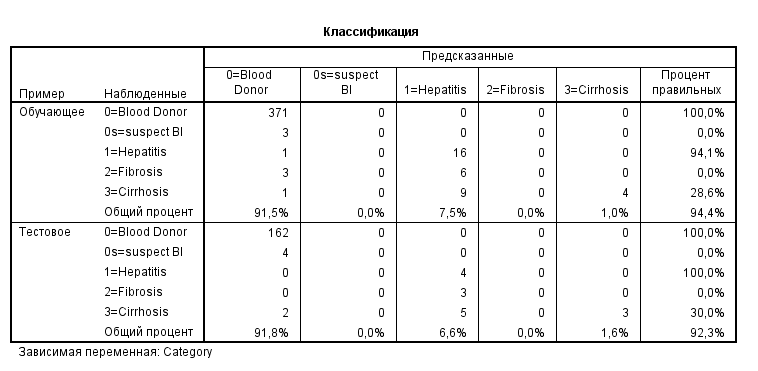 Классификация
Предсказанные
Пример Наблюденные 0=Blood Donor 0s=suspect Bl 1=Hepatitis 2=Fibrosis 3=Cirrhosis Процент правильных
Обучающее 0=Blood Donor 371 0 0 0 0 100,0%
0s=suspect Bl 3 0 0 0 0 0,0%
1=Hepatitis 1 0 16 0 0 94,1%
2=Fibrosis 3 0 6 0 0 0,0%
3=Cirrhosis 1 0 9 0 4 28,6%
Общий процент 91,5% 0,0% 7,5% 0,0% 1,0% 94,4%
Тестовое 0=Blood Donor 162 0 0 0 0 100,0%
0s=suspect Bl 4 0 0 0 0 0,0%
1=Hepatitis 0 0 4 0 0 100,0%
2=Fibrosis 0 0 3 0 0 0,0%
3=Cirrhosis 2 0 5 0 3 30,0%
Общий процент 91,8% 0,0% 6,6% 0,0% 1,6% 92,3%
Зависимая переменная: Category